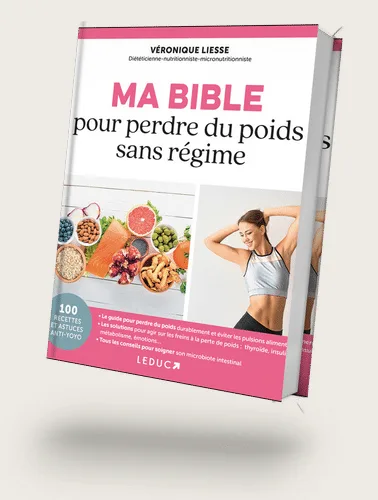 VÉRONIQUE LIESSE
Diététicienne-nutritionniste-micronutritionniste
MA BIBLE
pour perdre du poids
sans régime
100
RECETTES
ET ASTUCES
ANTI-YOYO
• Le guide pour perdre du poids durablement et éviter les pulsions
• Les solutions pour agir sur les freins à la perte de poids : thyroïde,
métabolisme, émotions...
• Tous les conseils pour soigner son microbiote intestinal
LEDUC